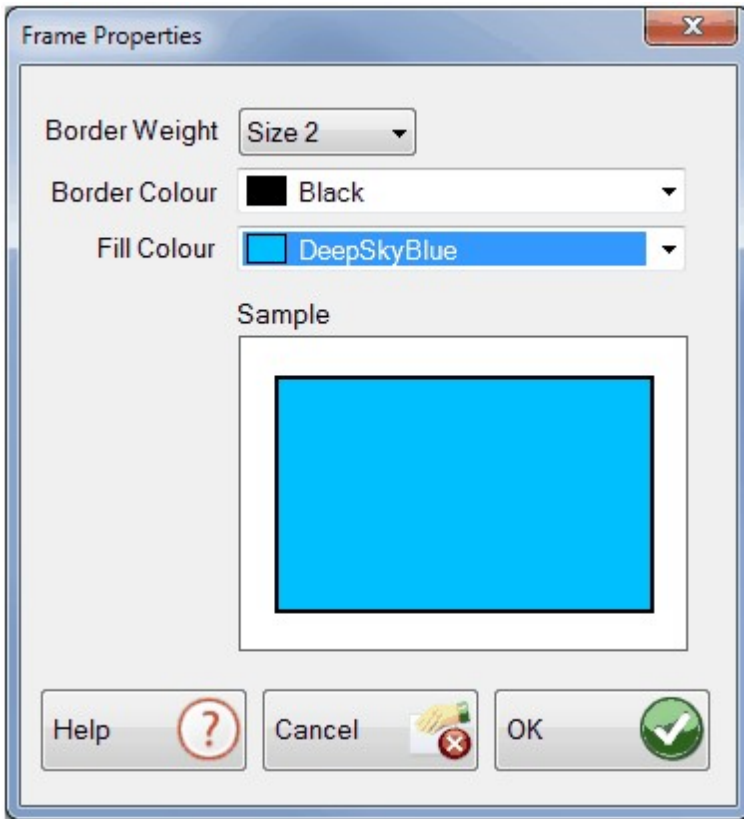 Frame Properties
Border Weight Size 2
Border Colour Black
Fill Colour DeepSkyBlue
Sample
Help ? Cancel OK